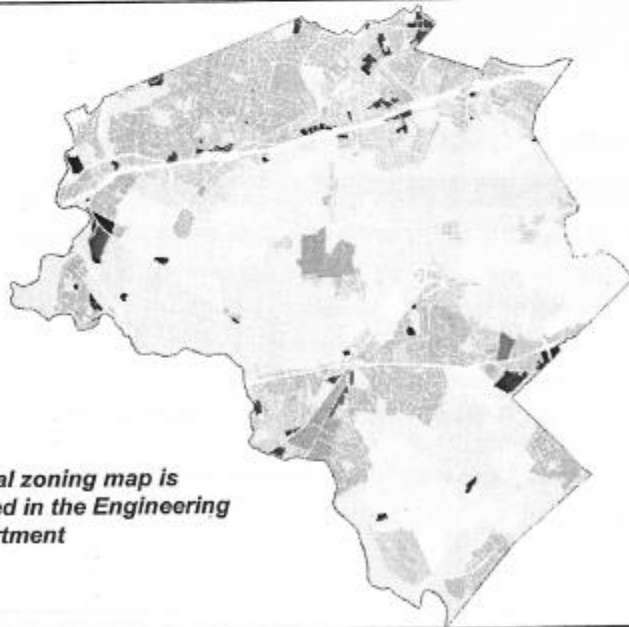 al zoning map is
ed in the Engineering
rtment